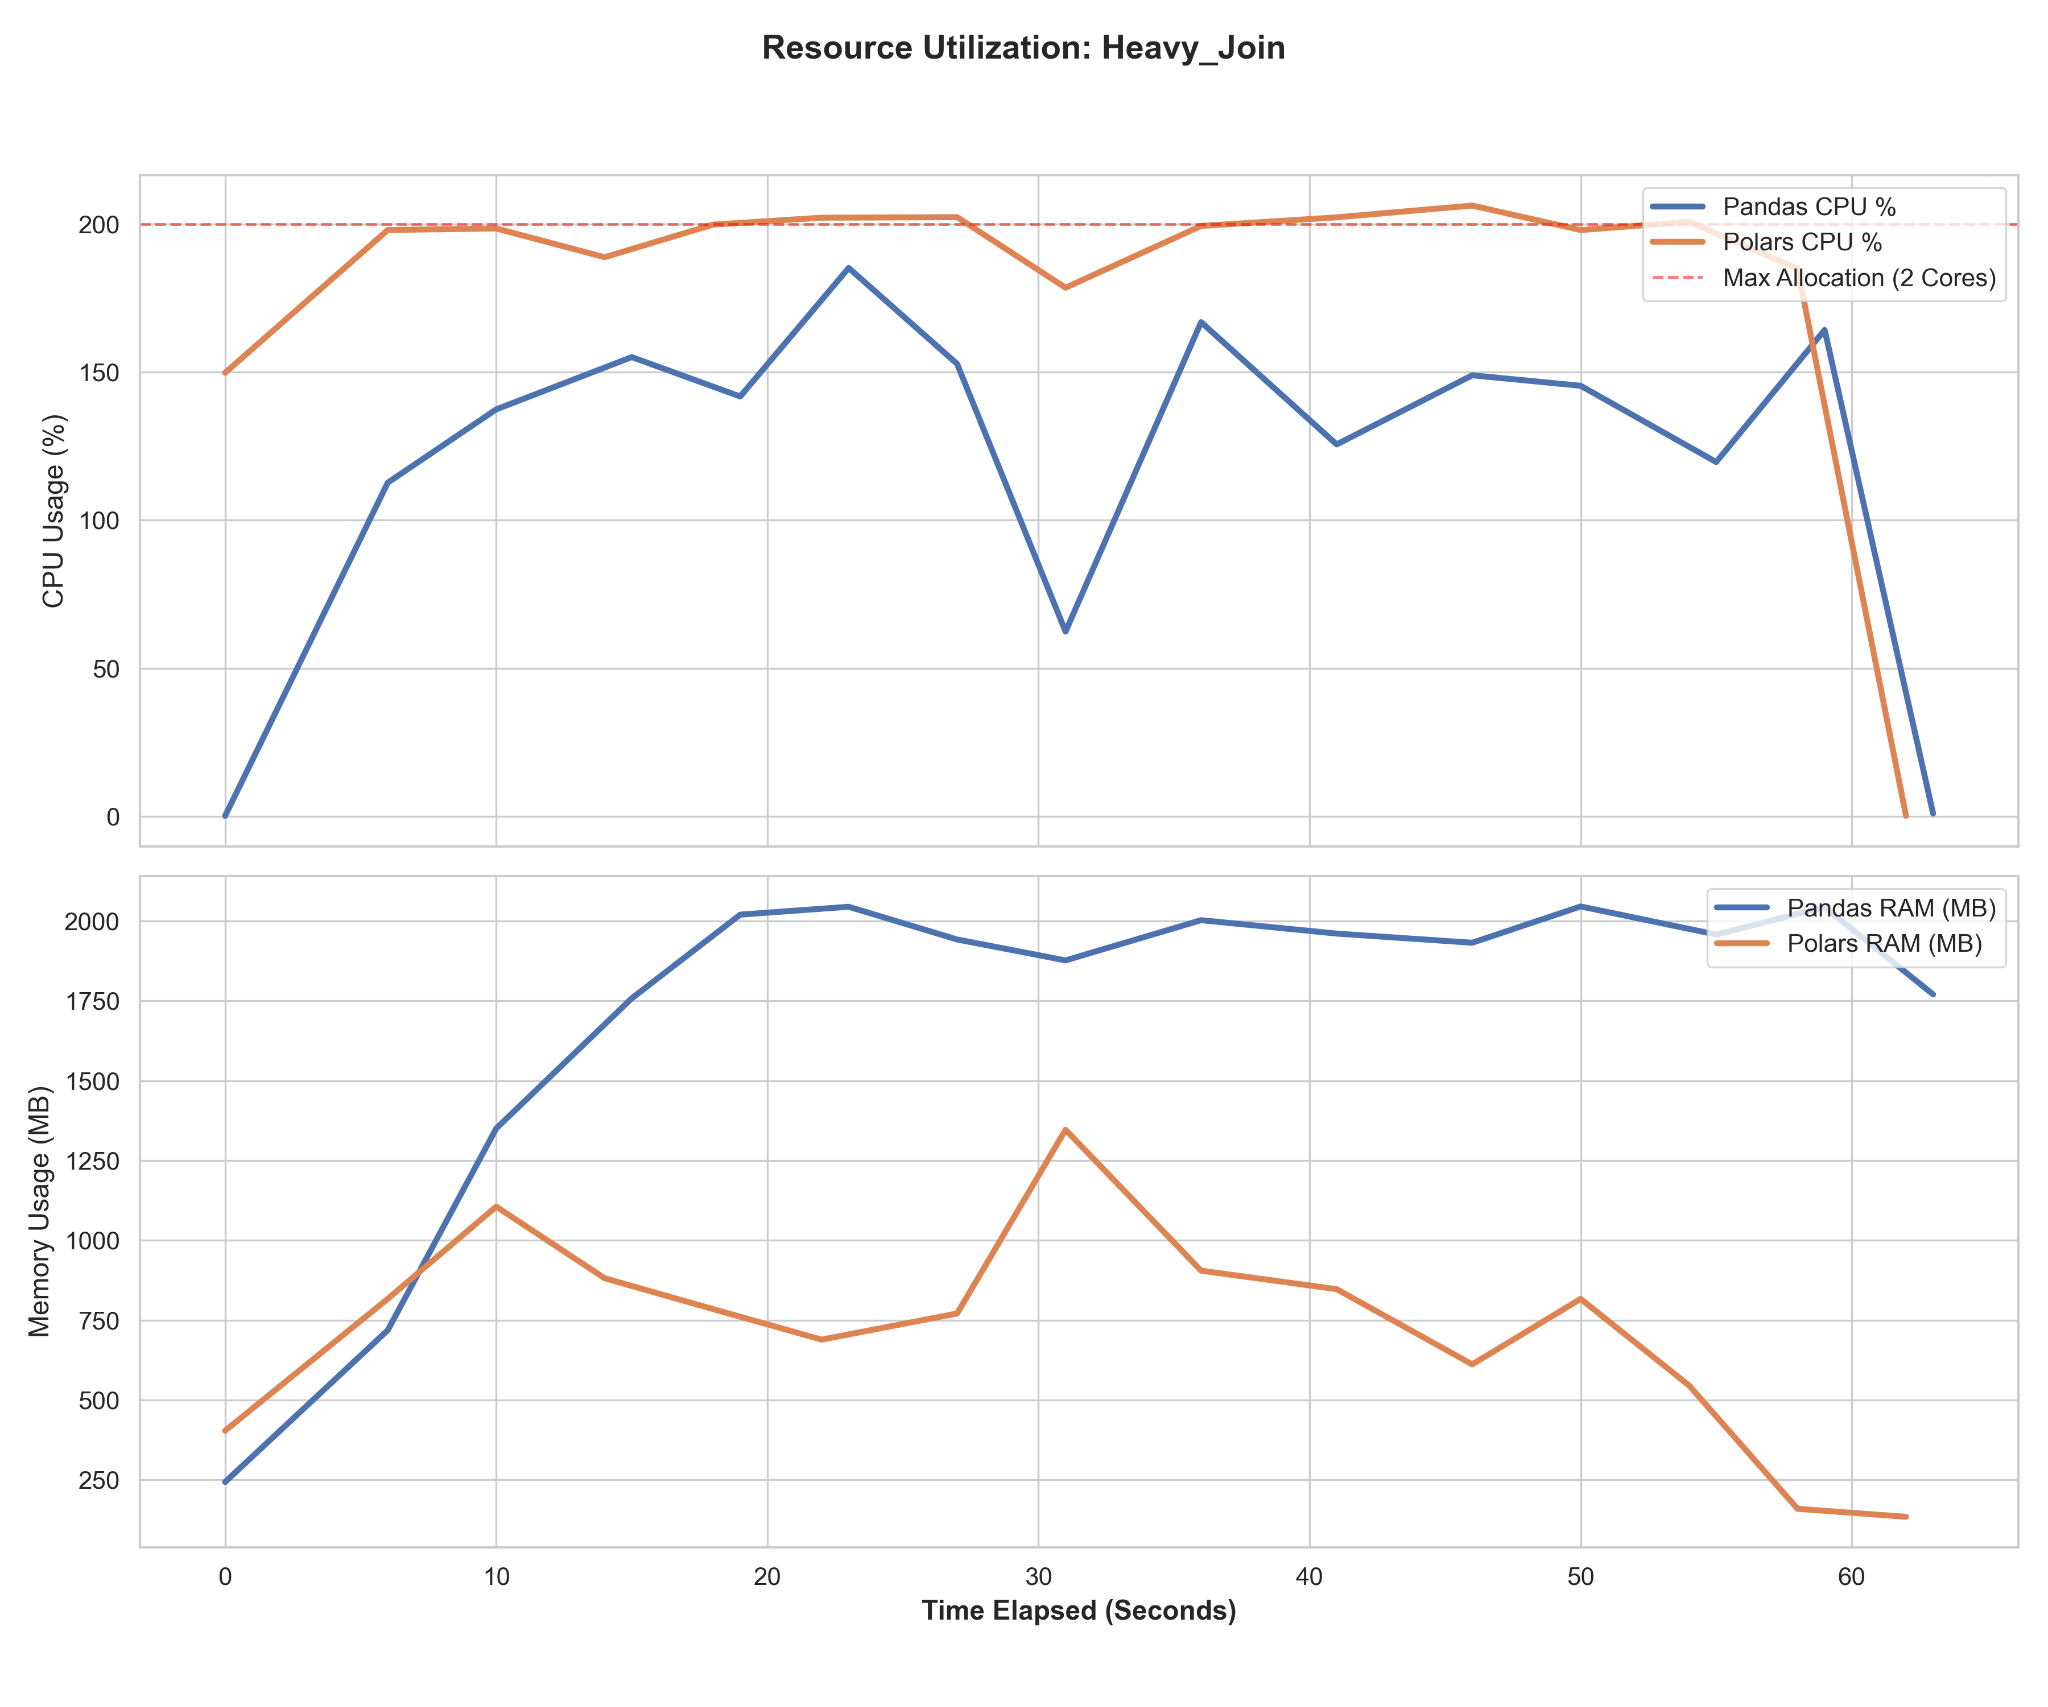 Resource Utilization: Heavy_Join
CPU Usage (%)
200
150
100
50
0
Pandas CPU %
Polars CPU %
Max Allocation (2 Cores)
Memory Usage (MB)
2000
1750
1500
1250
1000
750
500
250
Pandas RAM (MB)
Polars RAM (MB)
0 10 20 30 40 50 60
Time Elapsed (Seconds)